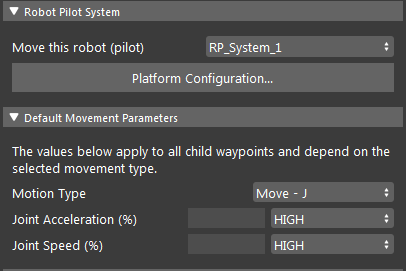 Robot Pilot System
Move this robot (pilot) RP_System_1
Platform Configuration...
Default Movement Parameters
The values below apply to all child waypoints and depend on the
selected movement type.
Motion Type Move - J
Joint Acceleration (%) HIGH
Joint Speed (%) HIGH